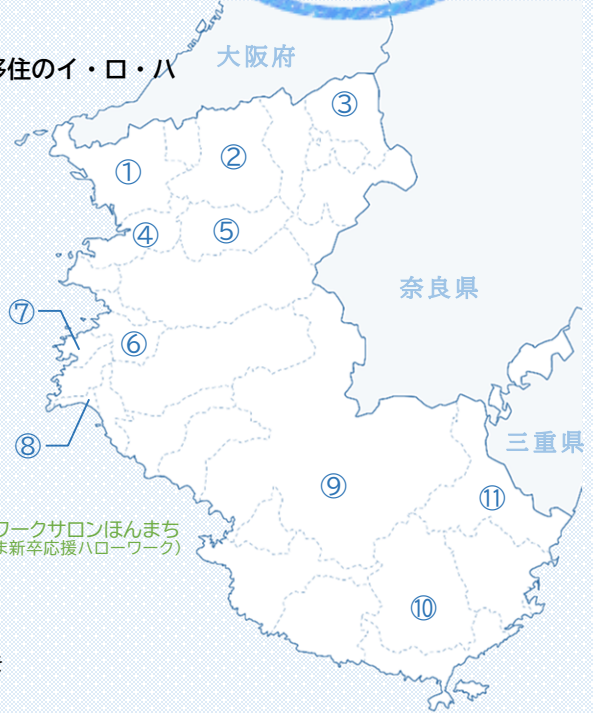 移住のイ・ロ・ハ
大阪府
③
②
①
④
⑤
奈良県
⑦
⑥
⑧
三重県
⑨
⑪
ワークサロンほんまち
ま新卒応援ハローワーク）
⑩